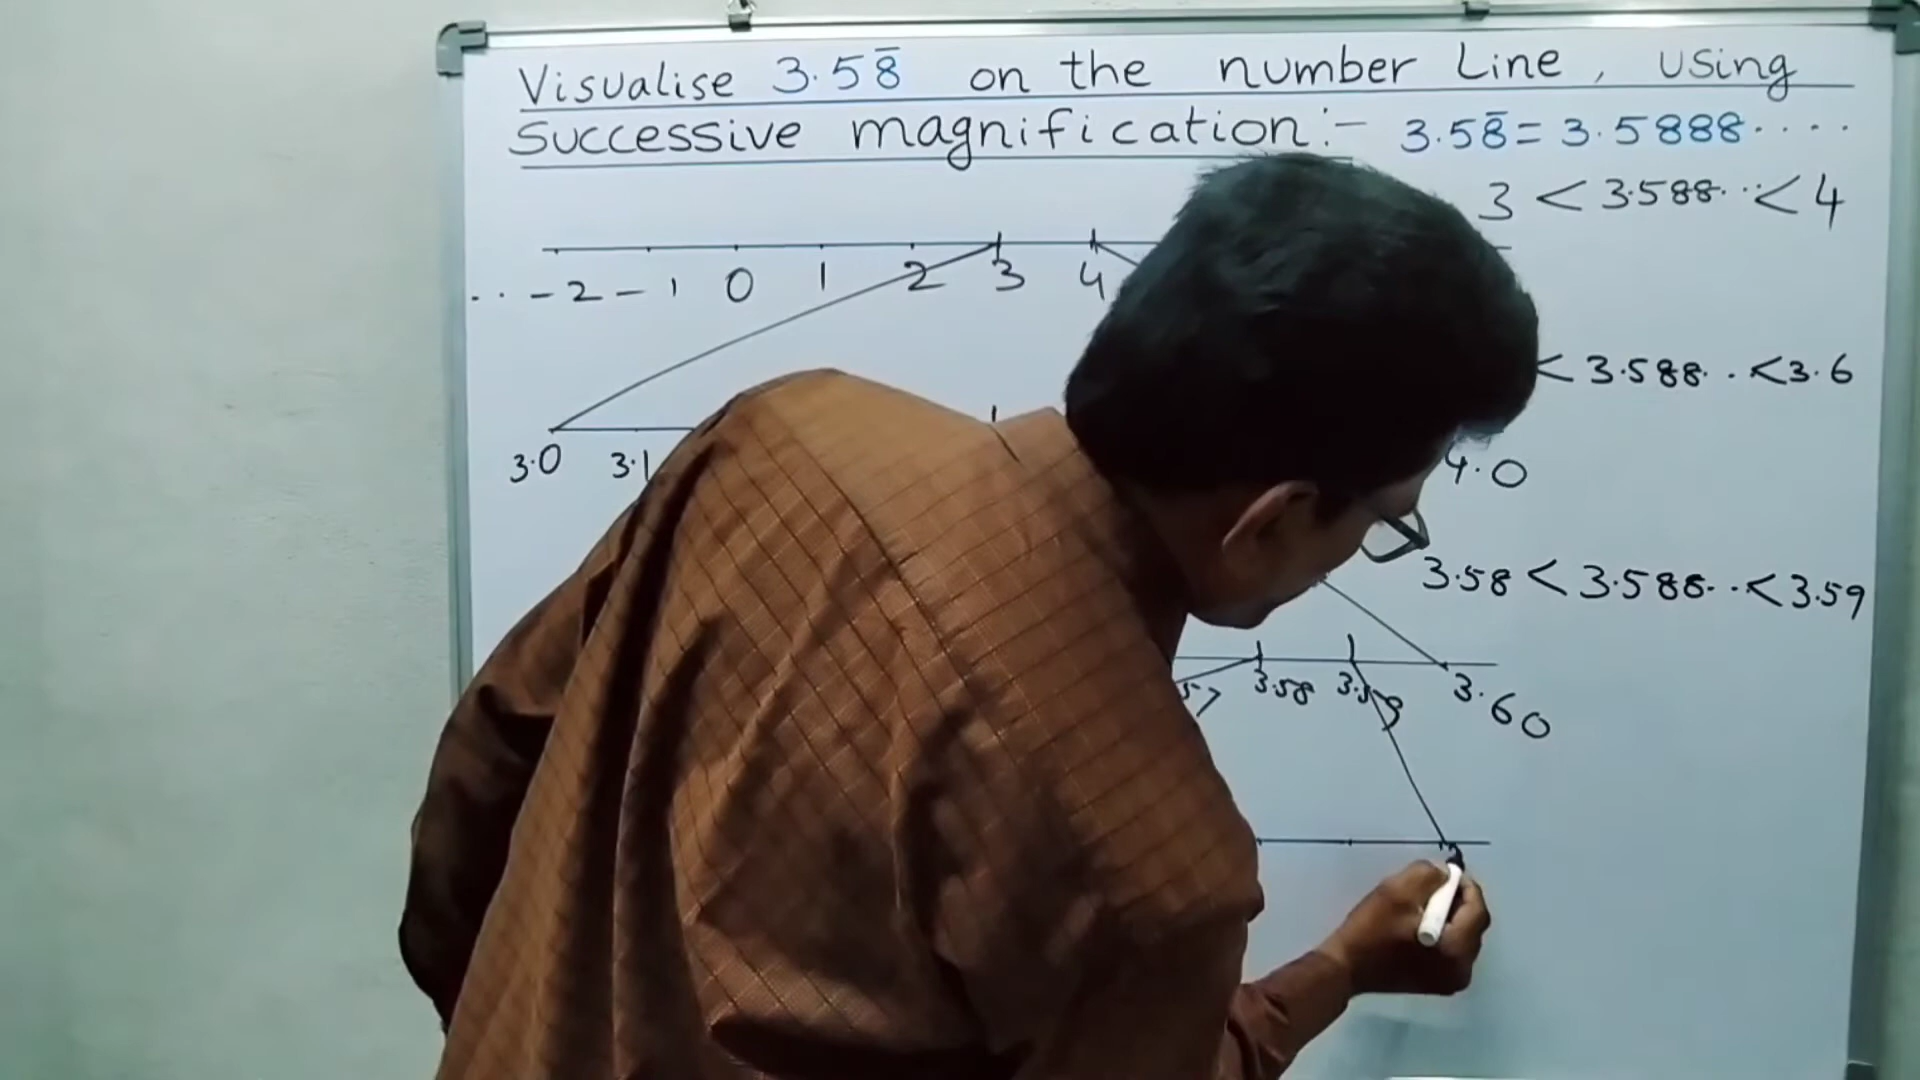 Visualise 3.58̅ on the number Line, using
Successive magnification:- 3.58̅ = 3.5888....
3 < 3.588... < 4
.. -2 -1 0 1 2 3 4
< 3.588.. < 3.6
3.0 3.1 4.0
3.58 < 3.588.. < 3.59
57 3.58 3.59 3.60